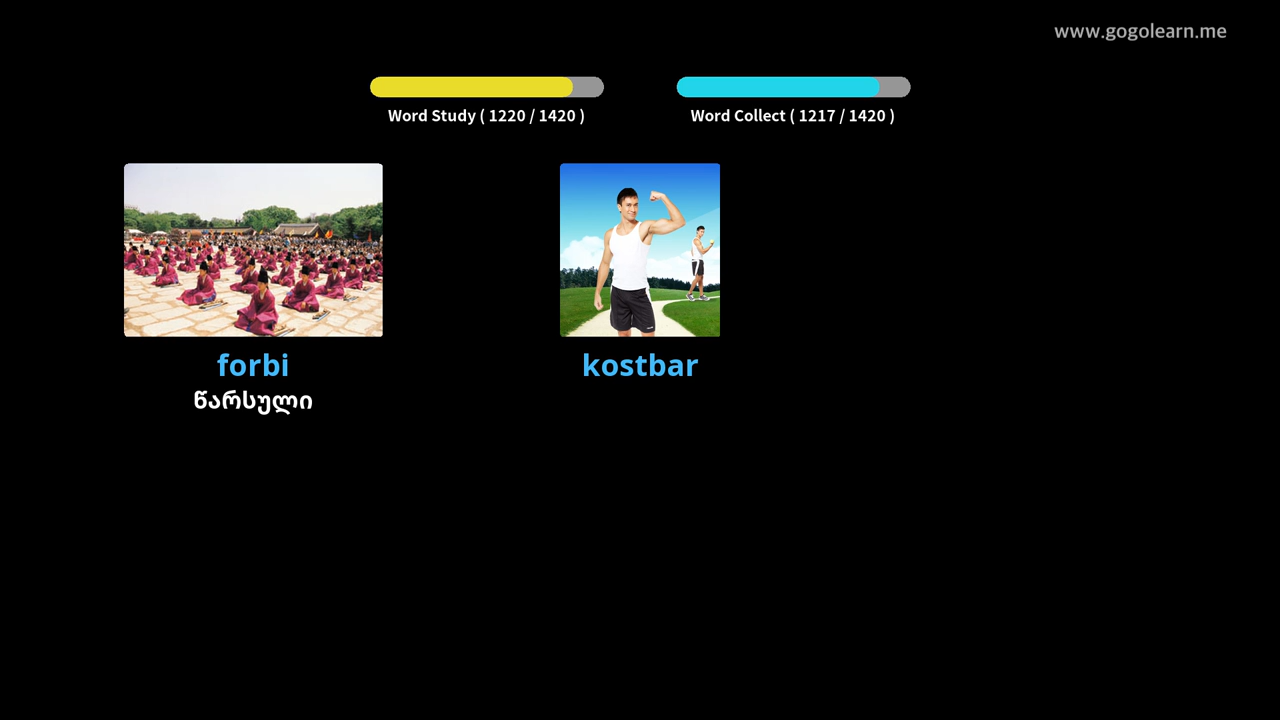 www.gogolearn.me
Word Study ( 1220 / 1420 )
Word Collect ( 1217 / 1420 )
forbi
წარსული
kostbar